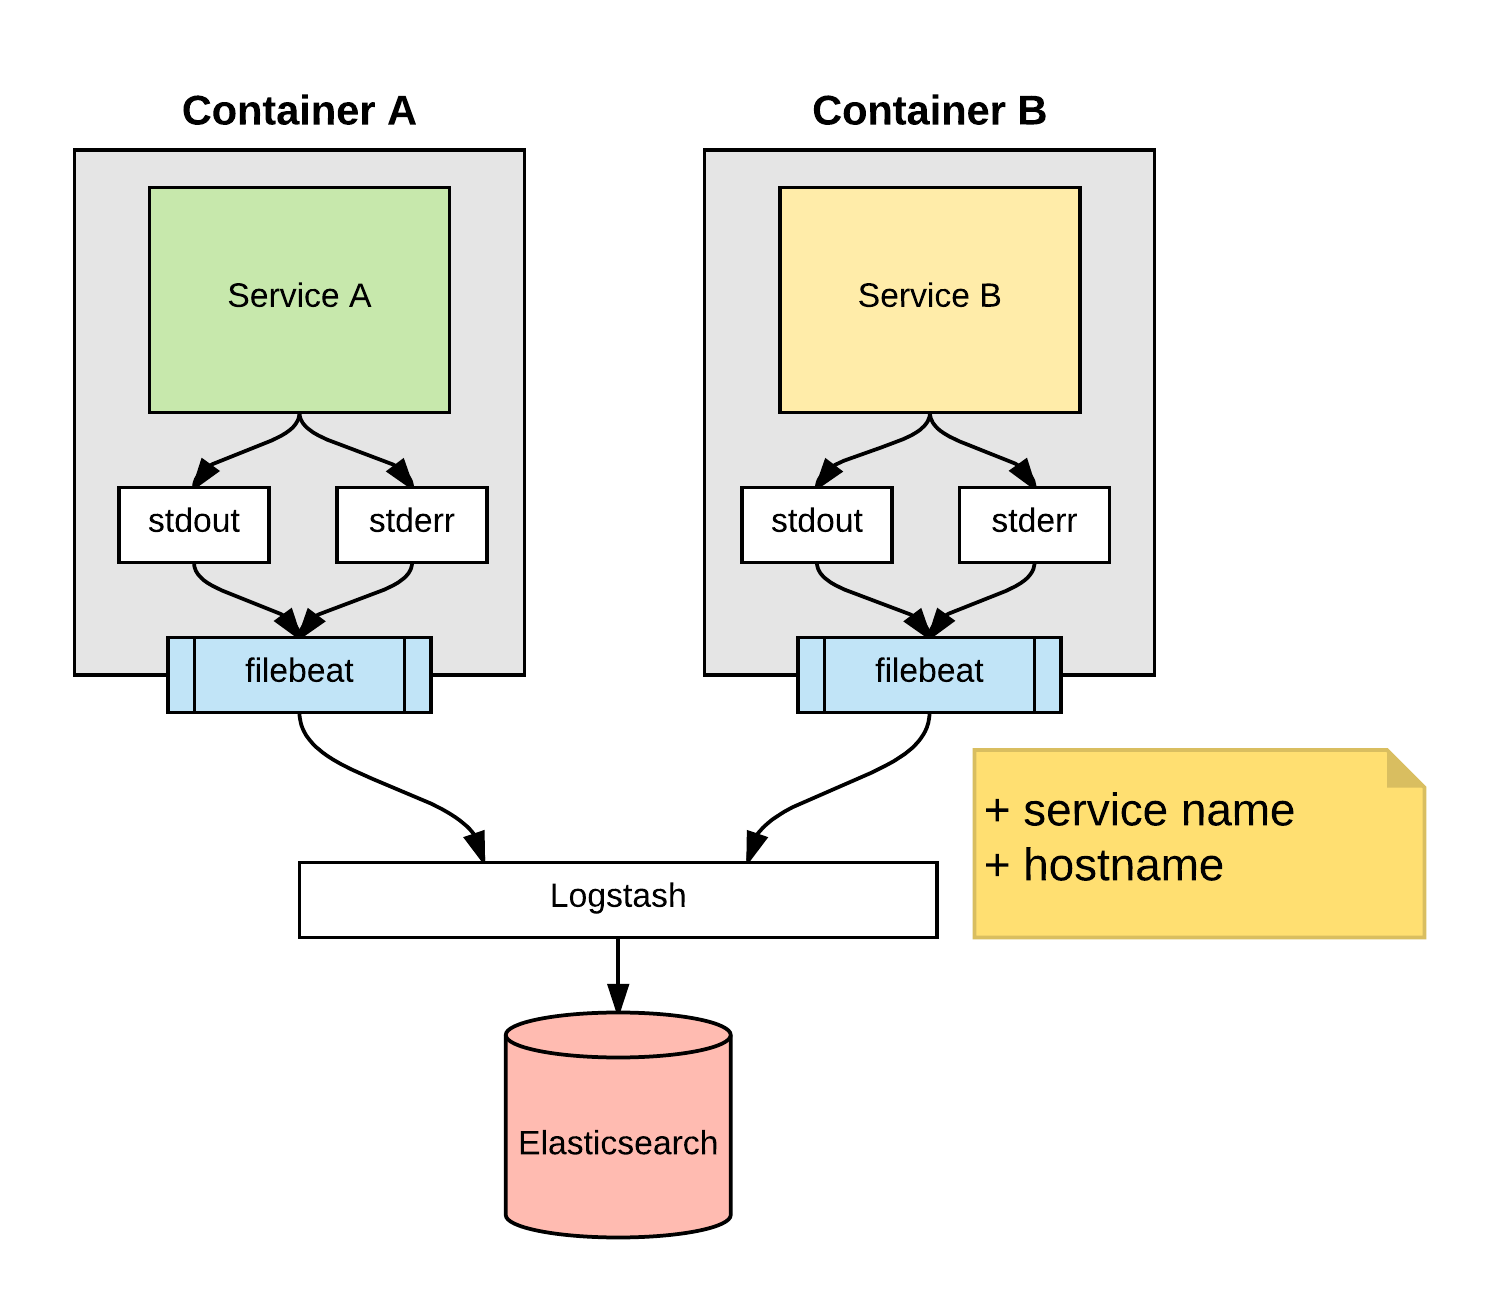 Container A
Container B
Service A
Service B
stdout
stderr
stdout
stderr
filebeat
filebeat
+ service name
+ hostname
Logstash
Elasticsearch